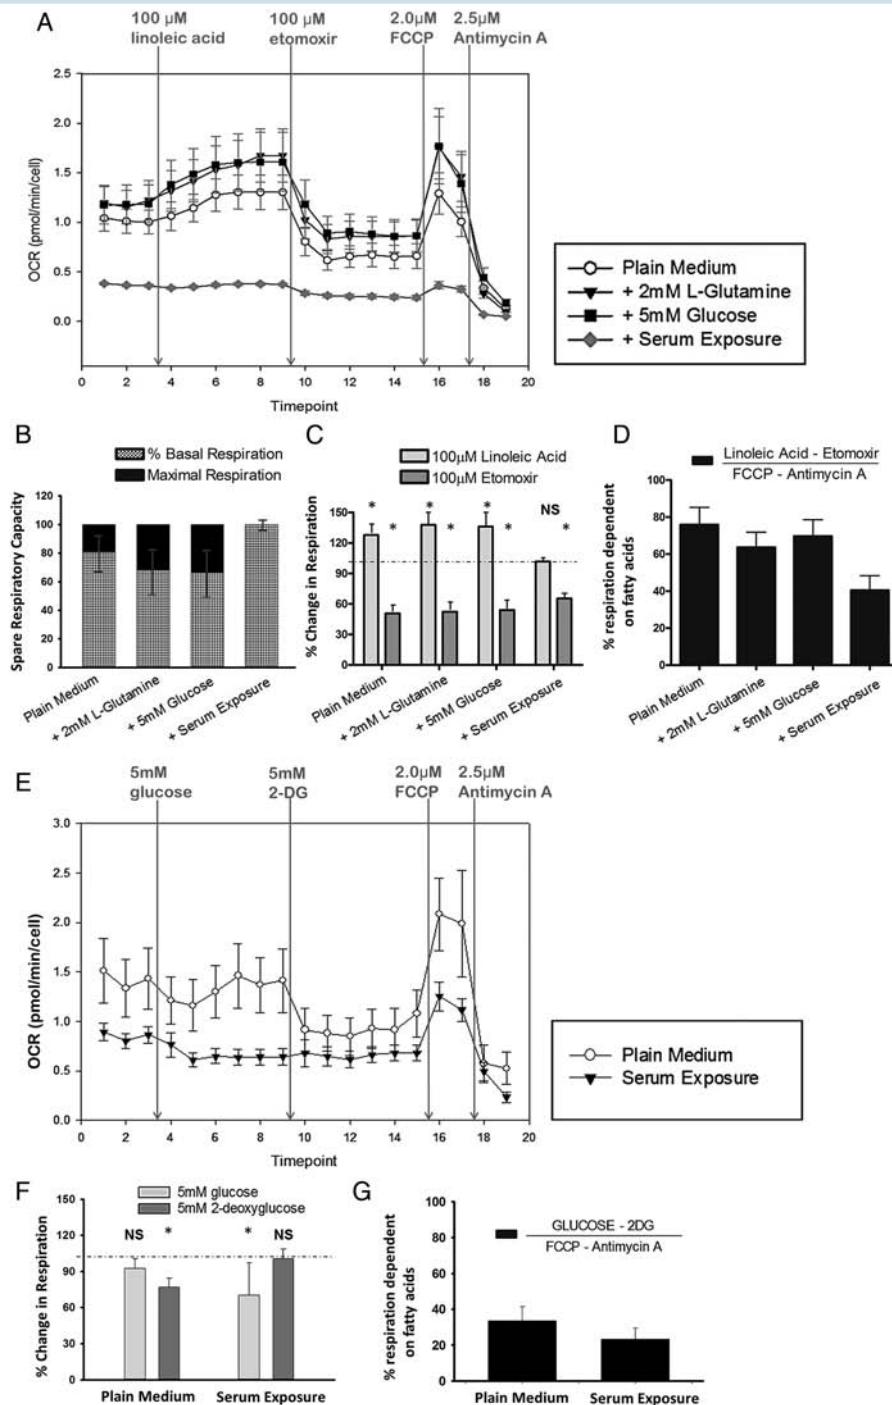 A
100 µM
linoleic acid
100 µM
etomoxir
2.0µM
FCCP
2.5µM
Antimycin A
OCR (pmol/min/cell)
2.5
2.0
1.5
1.0
0.5
0.0
0 2 4 6 8 10 12 14 16 18 20
Timepoint
Plain Medium
+ 2mM L-Glutamine
+ 5mM Glucose
+ Serum Exposure
B
% Basal Respiration
Maximal Respiration
Spare Respiratory Capacity
120
100
80
60
40
20
0
Plain Medium
+ 2mM L-Glutamine
+ 5mM Glucose
+ Serum Exposure
C
100µM Linoleic Acid
100µM Etomoxir
% Change in Respiration
150
120
90
60
30
0
* * * * * * NS *
Plain Medium
+ 2mM L-Glutamine
+ 5mM Glucose
+ Serum Exposure
D
Linoleic Acid - Etomoxir
FCCP - Antimycin A
% respiration dependent
on fatty acids
100
80
60
40
20
0
Plain Medium
+ 2mM L-Glutamine
+ 5mM Glucose
+ Serum Exposure
E
5mM
glucose
5mM
2-DG
2.0µM
FCCP
2.5µM
Antimycin A
OCR (pmol/min/cell)
3.0
2.5
2.0
1.5
1.0
0.5
0.0
0 2 4 6 8 10 12 14 16 18 20
Timepoint
Plain Medium
Serum Exposure
F
5mM glucose
5mM 2-deoxyglucose
% Change in Respiration
150
120
90
60
30
0
NS * * NS
Plain Medium Serum Exposure
G
GLUCOSE - 2DG
FCCP - Antimycin A
% respiration dependent
on fatty acids
100
80
60
40
20
0
Plain Medium Serum Exposure